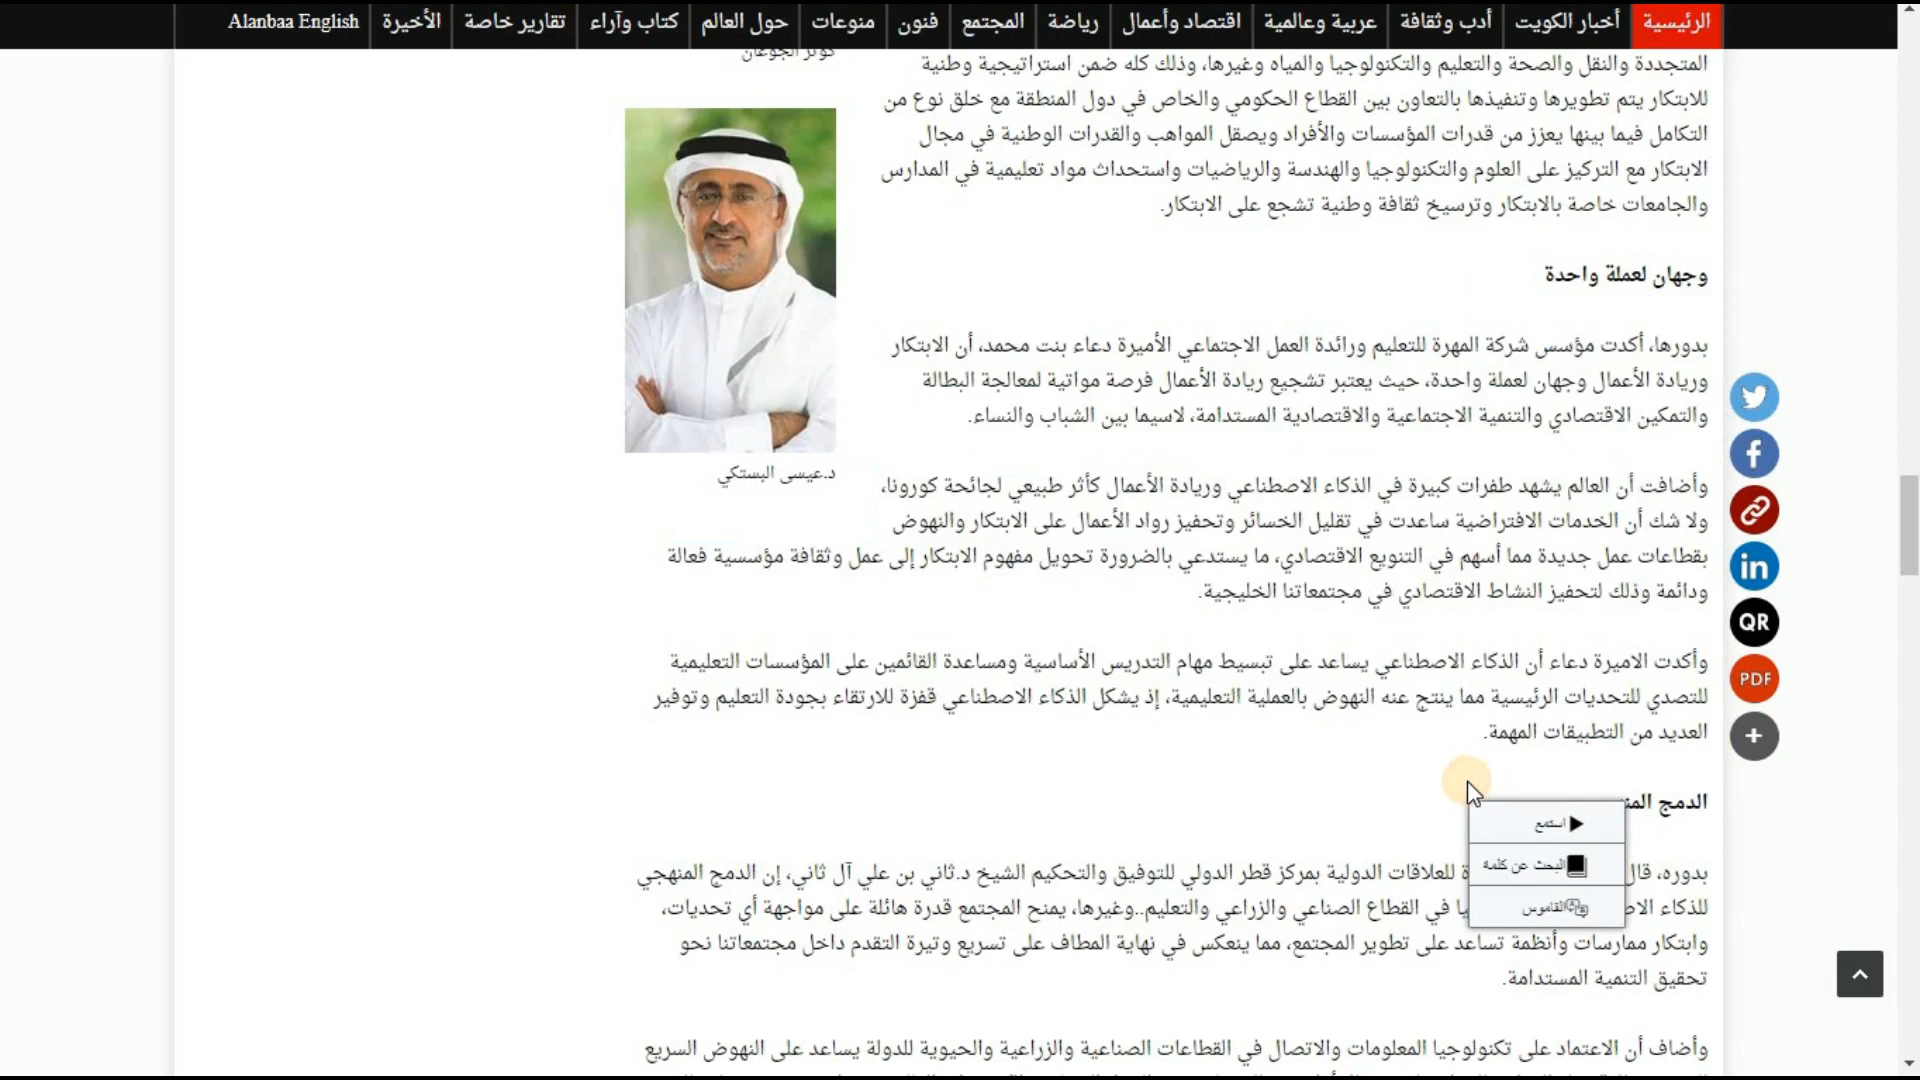 الرئيسية
أخبار الكويت
أدب وثقافة
عربية وعالمية
اقتصاد وأعمال
رياضة
المجتمع
فنون
منوعات
حول العالم
كتاب وآراء
تقارير خاصة
الأخيرة
Alanbaa English
كوثر الجوعان
المتجددة والنقل والصحة والتعليم والتكنولوجيا والمياه وغيرها، وذلك كله ضمن استراتيجية وطنية
للابتكار يتم تطويرها وتنفيذها بالتعاون بين القطاع الحكومي والخاص في دول المنطقة مع خلق نوع من
التكامل فيما بينها يعزز من قدرات المؤسسات والأفراد ويصقل المواهب والقدرات الوطنية في مجال
الابتكار مع التركيز على العلوم والتكنولوجيا والهندسة والرياضيات واستحداث مواد تعليمية في المدارس
والجامعات خاصة بالابتكار وترسيخ ثقافة وطنية تشجع على الابتكار.
وجهان لعملة واحدة
بدورها، أكدت مؤسس شركة المهرة للتعليم ورائدة العمل الاجتماعي الأميرة دعاء بنت محمد، أن الابتكار
وريادة الأعمال وجهان لعملة واحدة، حيث يعتبر تشجيع ريادة الأعمال فرصة مواتية لمعالجة البطالة
والتمكين الاقتصادي والتنمية الاجتماعية والاقتصادية المستدامة، لاسيما بين الشباب والنساء.
د.عيسى البستكي
وأضافت أن العالم يشهد طفرات كبيرة في الذكاء الاصطناعي وريادة الأعمال كأثر طبيعي لجائحة كورونا،
ولا شك أن الخدمات الافتراضية ساعدت في تقليل الخسائر وتحفيز رواد الأعمال على الابتكار والنهوض
بقطاعات عمل جديدة مما أسهم في التنويع الاقتصادي، ما يستدعي بالضرورة تحويل مفهوم الابتكار إلى عمل وثقافة مؤسسية فعالة
ودائمة وذلك لتحفيز النشاط الاقتصادي في مجتمعاتنا الخليجية.
وأكدت الاميرة دعاء أن الذكاء الاصطناعي يساعد على تبسيط مهام التدريس الأساسية ومساعدة القائمين على المؤسسات التعليمية
للتصدي للتحديات الرئيسية مما ينتج عنه النهوض بالعملية التعليمية، إذ يشكل الذكاء الاصطناعي قفزة للارتقاء بجودة التعليم وتوفير
العديد من التطبيقات المهمة.
الدمج
استمع
البحث عن كلمة
القاموس
بدوره، قال للعلاقات الدولية بمركز قطر الدولي للتوفيق والتحكيم الشيخ د.ثاني بن علي آل ثاني، إن الدمج المنهجي
للذكاء في القطاع الصناعي والزراعي والتعليم..وغيرها، يمنح المجتمع قدرة هائلة على مواجهة أي تحديات،
وابتكار ممارسات وأنظمة تساعد على تطوير المجتمع، مما ينعكس في نهاية المطاف على تسريع وتيرة التقدم داخل مجتمعاتنا نحو
تحقيق التنمية المستدامة.
وأضاف أن الاعتماد على تكنولوجيا المعلومات والاتصال في القطاعات الصناعية والزراعية والحيوية للدولة يساعد على النهوض السريع
QR
PDF